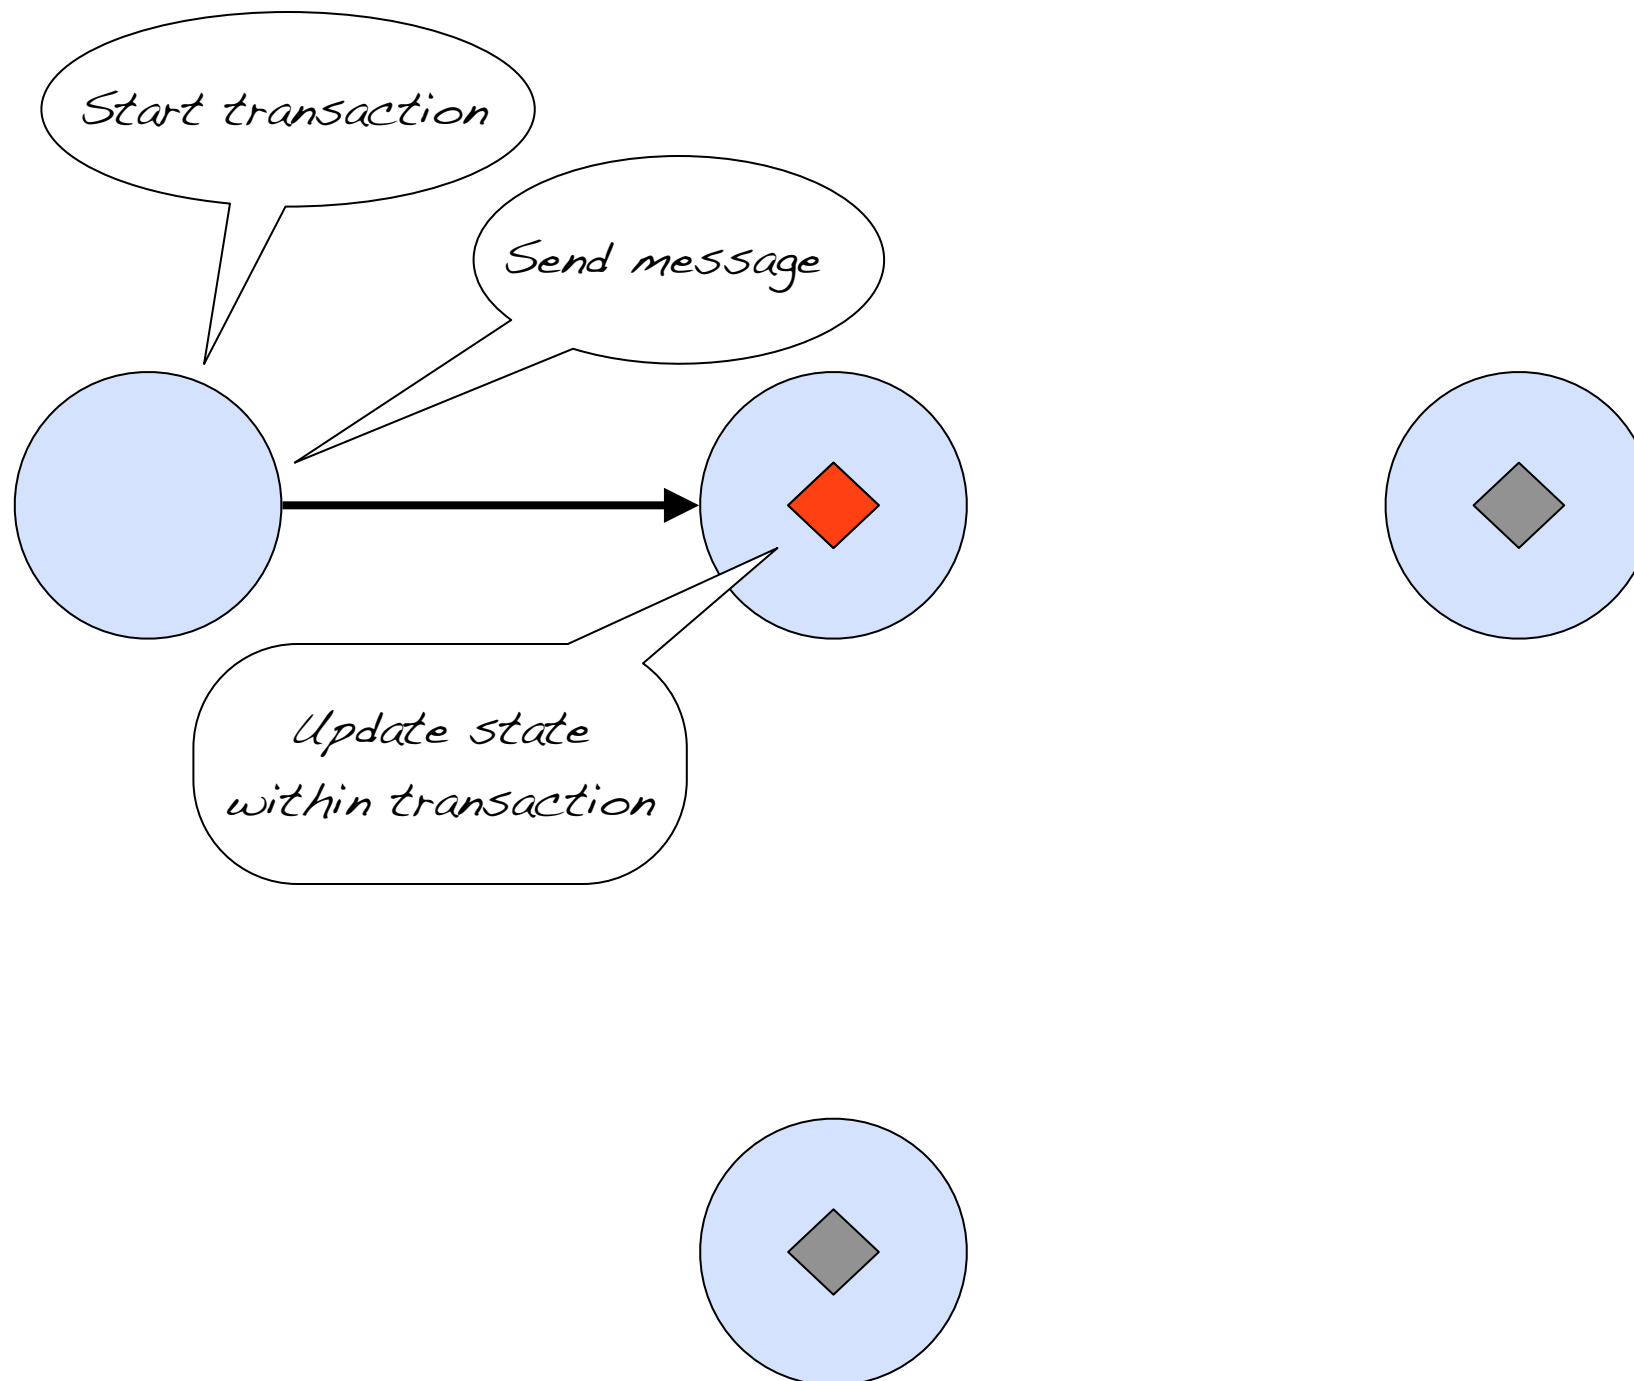 Start transaction
Send message
Update state
within transaction